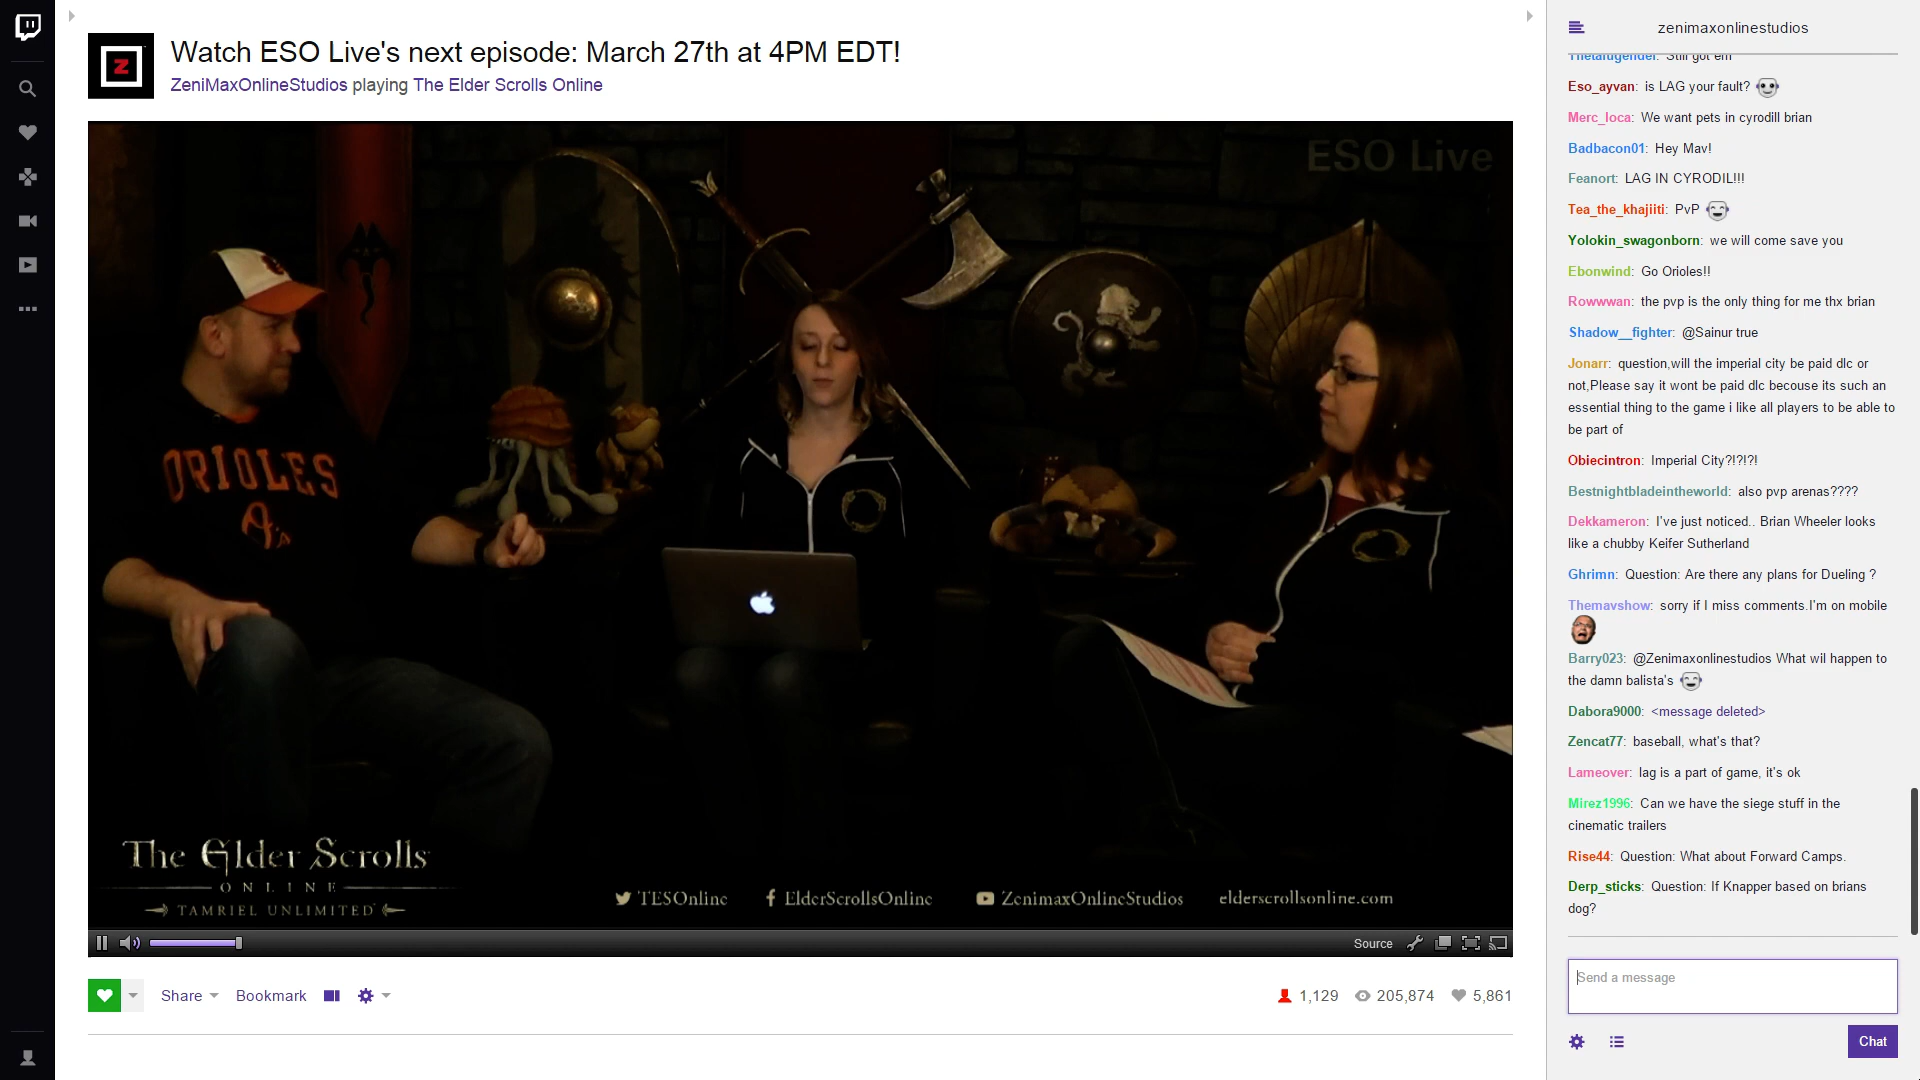 Watch ESO Live's next episode: March 27th at 4PM EDT!
ZeniMaxOnlineStudios playing The Elder Scrolls Online
ESO Live
ORIOLES
O's
The Elder Scrolls
ONLINE
TAMRIEL UNLIMITED
TESOnline
ElderScrollsOnline
ZenimaxOnlineStudios
elderscrollsonline.com
Source
Share
Bookmark
1,129
205,874
5,861
zenimaxonlinestudios
Thelafugender: Still got em
Eso_ayvan: is LAG your fault?
Merc_loca: We want pets in cyrodill brian
Badbacon01: Hey Mav!
Feanort: LAG IN CYRODIL!!!
Tea_the_khajiiti: PvP
Yolokin_swagonborn: we will come save you
Ebonwind: Go Orioles!!
Rowwwan: the pvp is the only thing for me thx brian
Shadow__fighter: @Sainur true
Jonarr: question,will the imperial city be paid dlc or
not,Please say it wont be paid dlc becouse its such an
essential thing to the game i like all players to be able to
be part of
Obiecintron: Imperial City?!?!?!
Bestnightbladeintheworld: also pvp arenas????
Dekkameron: I've just noticed.. Brian Wheeler looks
like a chubby Keifer Sutherland
Ghrimn: Question: Are there any plans for Dueling ?
Themavshow: sorry if I miss comments.I'm on mobile
Barry023: @Zenimaxonlinestudios What wil happen to
the damn balista's
Dabora9000: <message deleted>
Zencat77: baseball, what's that?
Lameover: lag is a part of game, it's ok
Mirez1996: Can we have the siege stuff in the
cinematic trailers
Rise44: Question: What about Forward Camps.
Derp_sticks: Question: If Knapper based on brians
dog?
Send a message
Chat